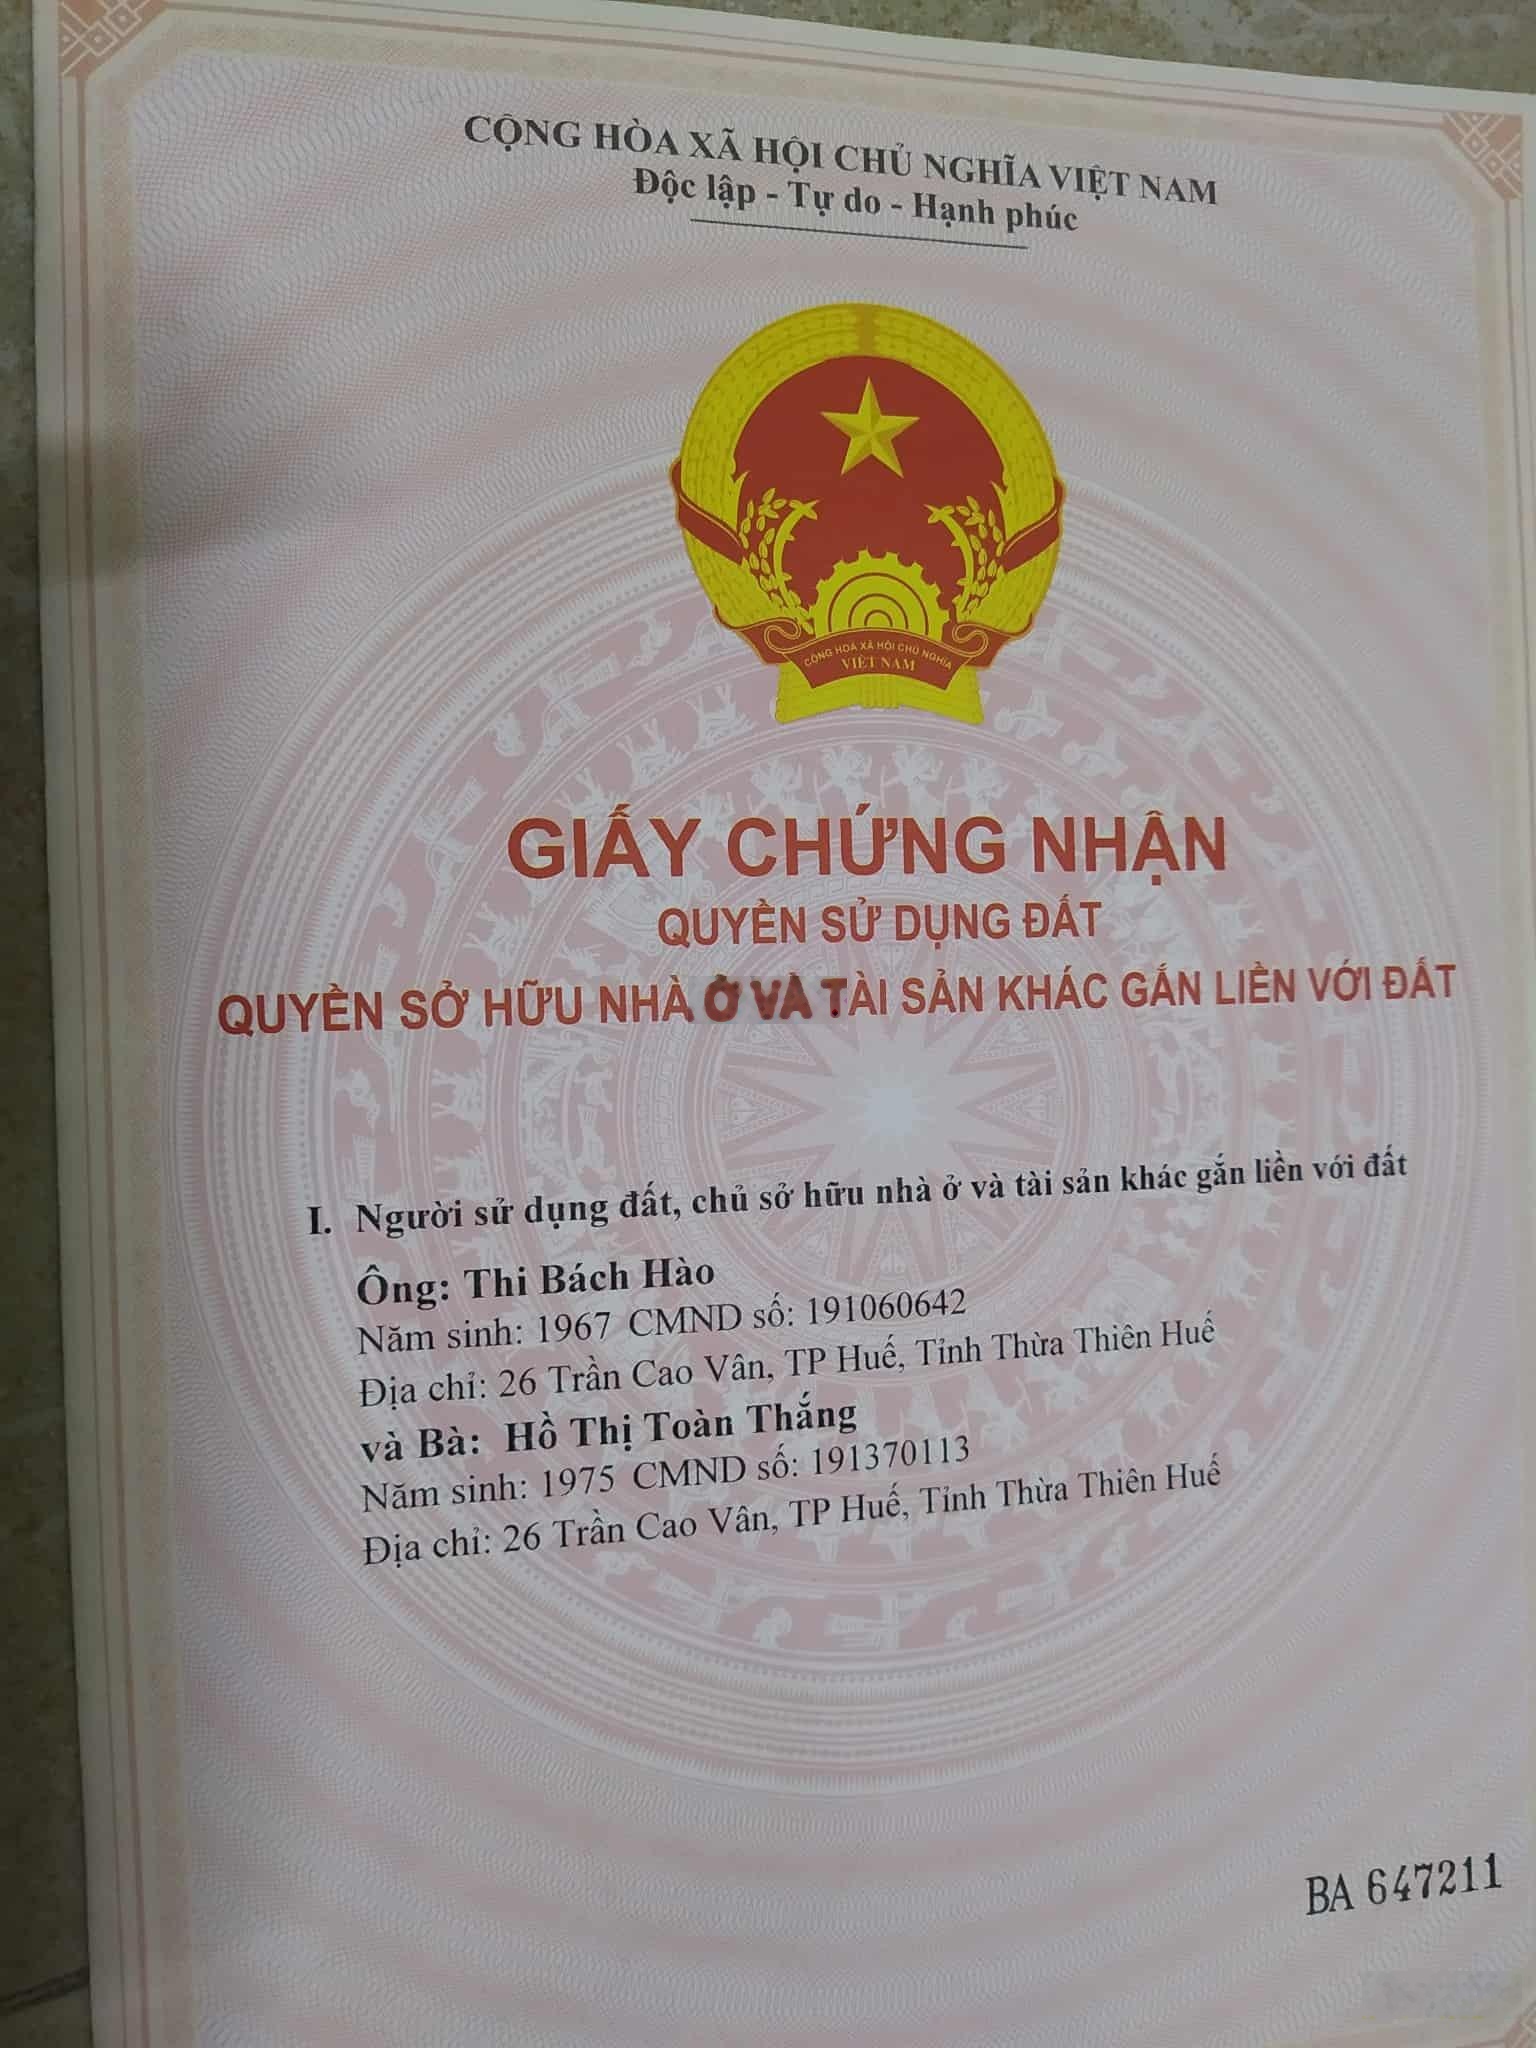 CỘNG HÒA XÃ HỘI CHỦ NGHĨA VIỆT NAM
Độc lập - Tự do - Hạnh phúc
CỘNG HOÀ XÃ HỘI CHỦ NGHĨA
VIỆT NAM
GIẤY CHỨNG NHẬN
QUYỀN SỬ DỤNG ĐẤT
QUYỀN SỞ HỮU NHÀ Ở VÀ TÀI SẢN KHÁC GẮN LIỀN VỚI ĐẤT
I. Người sử dụng đất, chủ sở hữu nhà ở và tài sản khác gắn liền với đất
Ông: Thi Bách Hào
Năm sinh: 1967 CMND số: 191060642
Địa chỉ: 26 Trần Cao Vân, TP Huế, Tỉnh Thừa Thiên Huế
và Bà: Hồ Thị Toàn Thắng
Năm sinh: 1975 CMND số: 191370113
Địa chỉ: 26 Trần Cao Vân, TP Huế, Tỉnh Thừa Thiên Huế
BA 647211